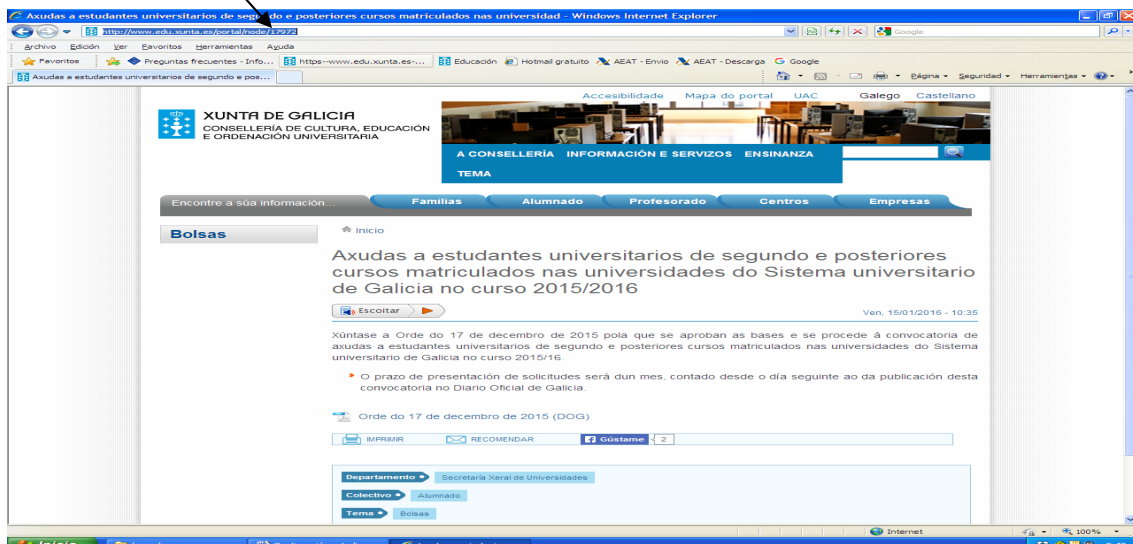 Axudas a estudantes universitarios de segundo e posteriores cursos matriculados nas universidad - Windows Internet Explorer
http://www.edu.xunta.es/portal/node/17972
Google
Archivo Edición Ver Favoritos Herramientas Ayuda
Favoritos Preguntas frecuentes - Info... https--www.edu.xunta.es-... Educación Hotmail gratuito AEAT - Envio AEAT - Descarga Google
Axudas a estudantes universitarios de segundo e pos...
Página Seguridad Herramientas
Accesibilidade Mapa do portal UAC Galego Castellano
XUNTA DE GALICIA
CONSELLERÍA DE CULTURA, EDUCACIÓN
E ORDENACIÓN UNIVERSITARIA
A CONSELLERÍA INFORMACIÓN E SERVIZOS ENSINANZA
TEMA
Encontre a súa información... Familias Alumnado Profesorado Centros Empresas
Bolsas
Inicio
Axudas a estudantes universitarios de segundo e posteriores
cursos matriculados nas universidades do Sistema universitario
de Galicia no curso 2015/2016
Escoitar
Ven, 15/01/2016 - 10:35
Xúntase a Orde do 17 de decembro de 2015 pola que se aproban as bases e se procede á convocatoria de
axudas a estudantes universitarios de segundo e posteriores cursos matriculados nas universidades do Sistema
universitario de Galicia no curso 2015/16.
O prazo de presentación de solicitudes será dun mes, contado desde o día seguinte ao da publicación desta
convocatoria no Diario Oficial de Galicia.
Orde do 17 de decembro de 2015 (DOG)
IMPRIMIR RECOMENDAR Gústame 2
Departamento Secretaría Xeral de Universidades
Colectivo Alumnado
Tema Bolsas
Internet 100%